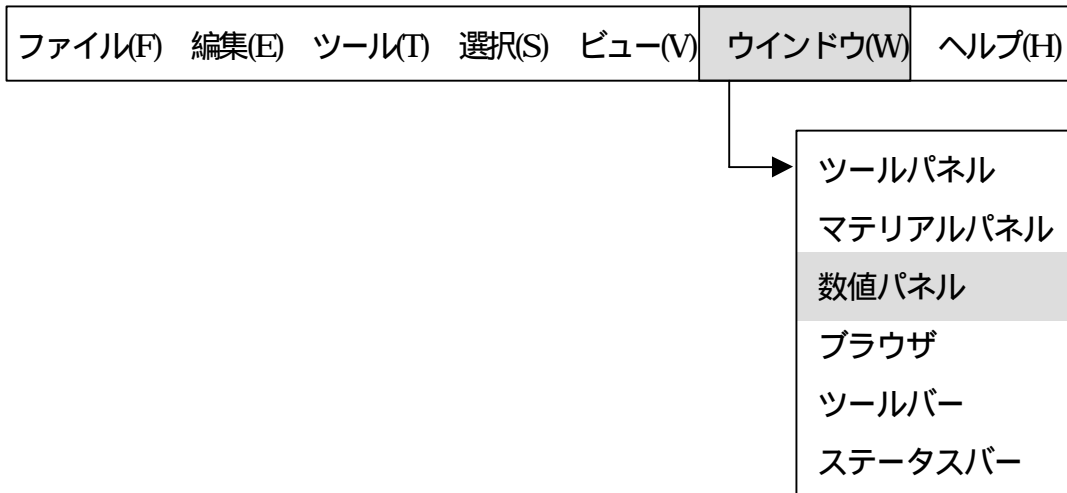 ファイル(F) 編集(E) ツール(T) 選択(S) ビュー(V) ウインドウ(W) ヘルプ(H)
ツールパネル
マテリアルパネル
数値パネル
ブラウザ
ツールバー
ステータスバー